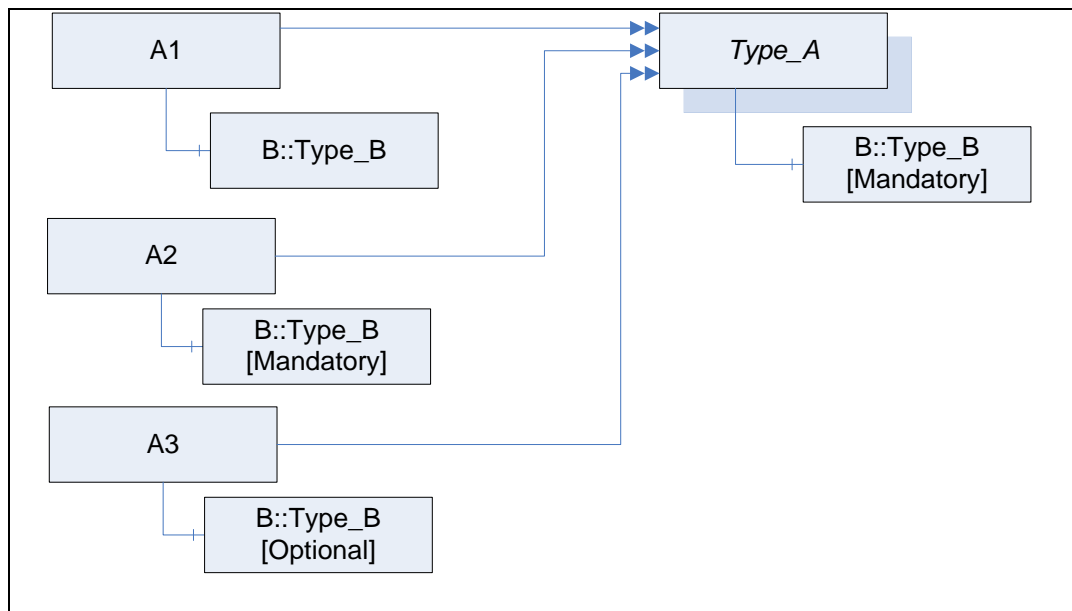 A1
Type_A
B::Type_B
B::Type_B
[Mandatory]
A2
B::Type_B
[Mandatory]
A3
B::Type_B
[Optional]